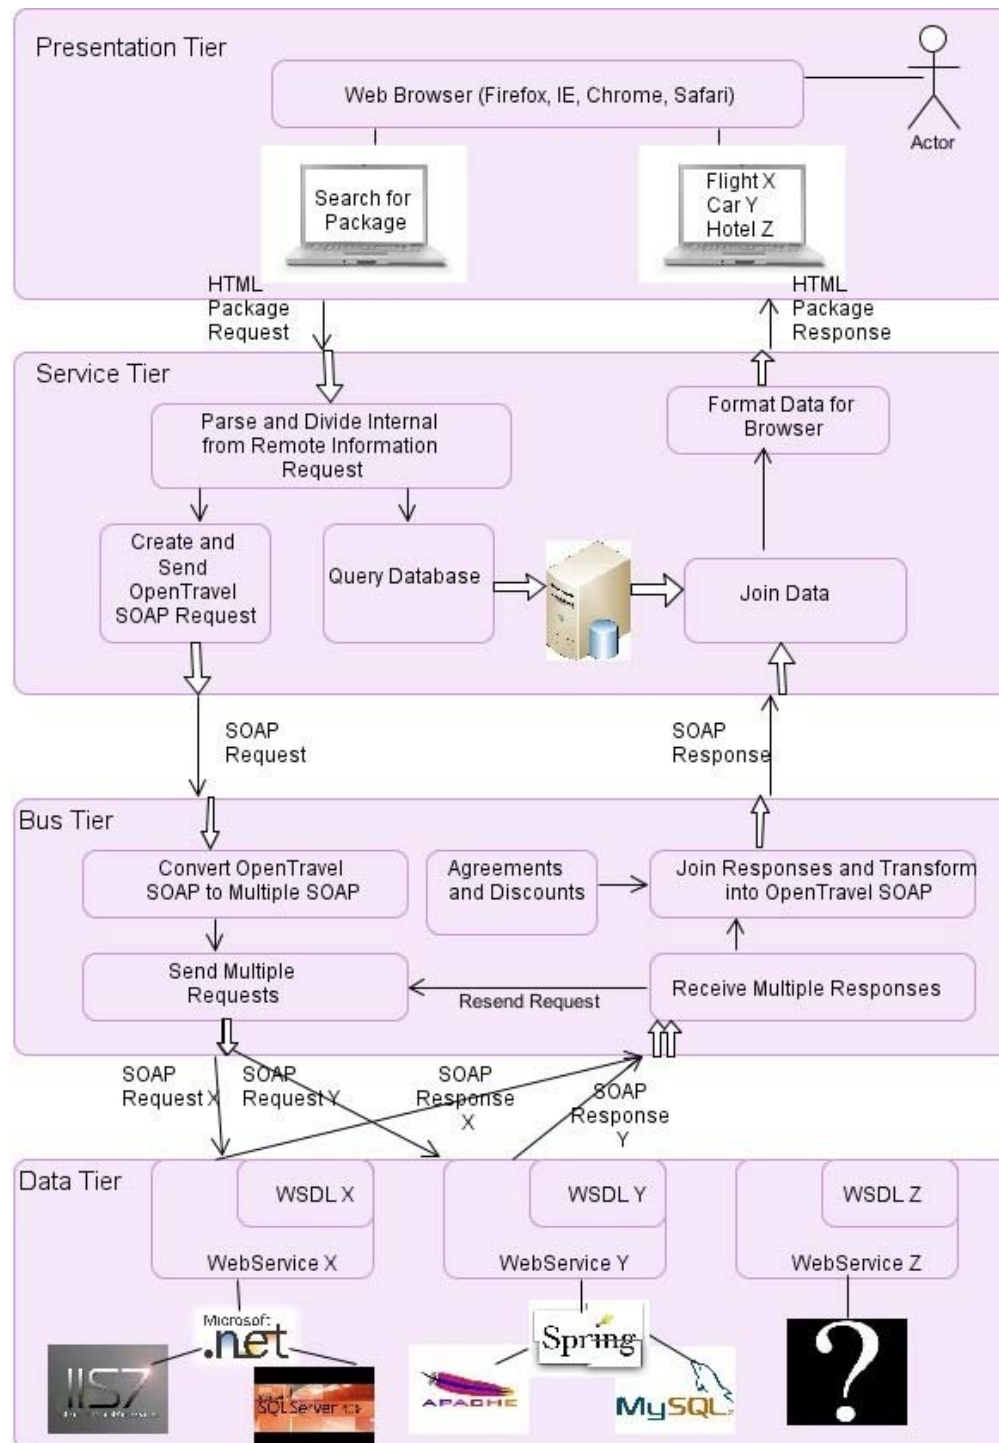 Presentation Tier
Web Browser (Firefox, IE, Chrome, Safari)
Actor
Search for
Package
Flight X
Car Y
Hotel Z
HTML
Package
Request
HTML
Package
Response
Service Tier
Parse and Divide Internal
from Remote Information
Request
Format Data for
Browser
Create and
Send
OpenTravel
SOAP Request
Query Database
Join Data
SOAP
Request
SOAP
Response
Bus Tier
Convert OpenTravel
SOAP to Multiple SOAP
Agreements
and Discounts
Join Responses and Transform
into OpenTravel SOAP
Send Multiple
Requests
Resend Request
Receive Multiple Responses
SOAP
Request X
SOAP
Request Y
SOAP
Response
X
SOAP
Response
Y
Data Tier
WSDL X
WSDL Y
WSDL Z
WebService X
WebService Y
WebService Z
Microsoft
.net
Spring
?
IIS7
SQL Server
APACHE
MySQL